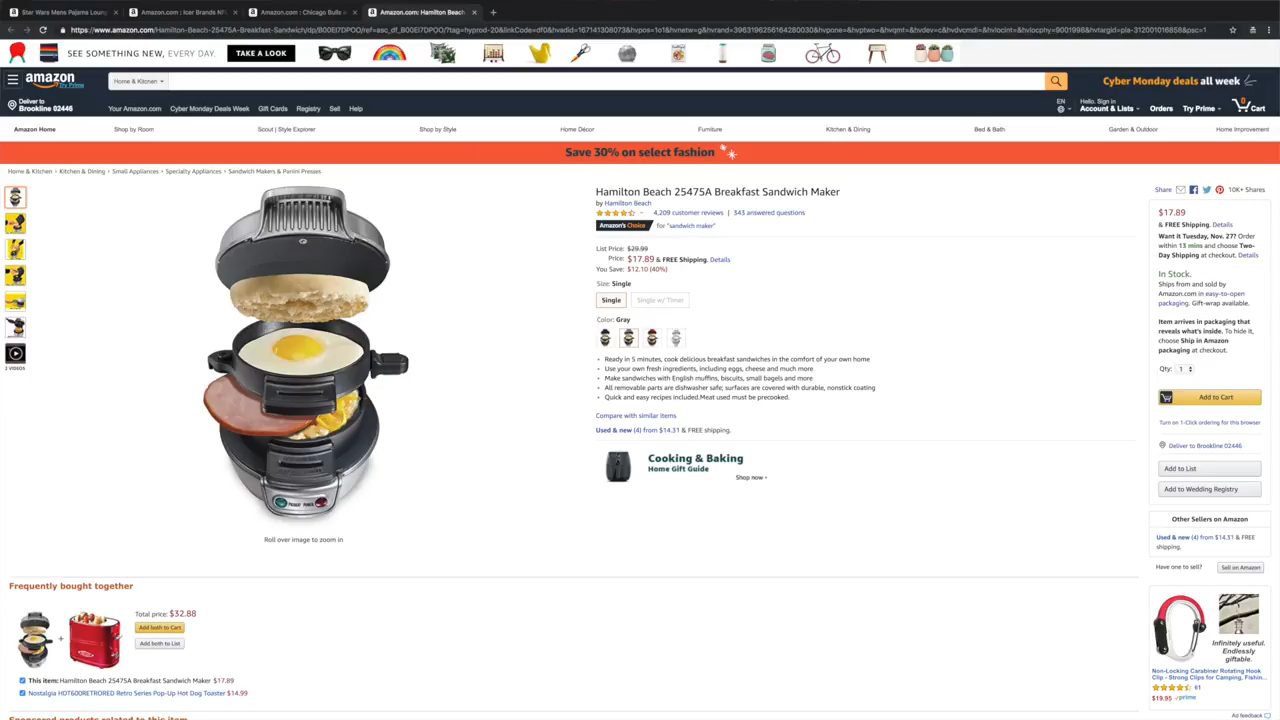 Star Wars Mens Pajama Loung
Amazon.com | Icer Brands NF
Amazon.com : Chicago Bulls
Amazon.com: Hamilton Beach
SEE SOMETHING NEW, EVERY DAY.
TAKE A LOOK
amazon
Try Prime
Home & Kitchen
Cyber Monday deals all week
Deliver to
Brookline 02446
Your Amazon.com
Cyber Monday Deals Week
Gift Cards
Registry
Sell
Help
EN
Hello. Sign in
Account & Lists
Orders
Try Prime
0
Cart
Amazon Home
Shop by Room
Scout | Style Explorer
Shop by Style
Home Décor
Furniture
Kitchen & Dining
Bed & Bath
Garden & Outdoor
Home Improvement
Save 30% on select fashion
Home & Kitchen › Kitchen & Dining › Small Appliances › Specialty Appliances › Sandwich Makers & Panini Presses
2 VIDEOS
POWER PREHEAT
Roll over image to zoom in
Hamilton Beach 25475A Breakfast Sandwich Maker
by Hamilton Beach
4,209 customer reviews | 343 answered questions
Amazon's Choice for "sandwich maker"
List Price: $29.99
Price: $17.89 & FREE Shipping. Details
You Save: $12.10 (40%)
Size: Single
Single
Single w/ Timer
Color: Gray
• Ready in 5 minutes, cook delicious breakfast sandwiches in the comfort of your own home
• Use your own fresh ingredients, including eggs, cheese and much more
• Make sandwiches with English muffins, biscuits, small bagels and more
• All removable parts are dishwasher safe; surfaces are covered with durable, nonstick coating
• Quick and easy recipes included.Meat used must be precooked.
Compare with similar items
Used & new (4) from $14.31 & FREE shipping.
Cooking & Baking
Home Gift Guide
Shop now ›
Share
10K+ Shares
$17.89
& FREE Shipping. Details
Want it Tuesday, Nov. 27? Order
within 13 mins and choose Two-
Day Shipping at checkout. Details
In Stock.
Ships from and sold by
Amazon.com in easy-to-open
packaging. Gift-wrap available.
Item arrives in packaging that
reveals what's inside. To hide it,
choose Ship in Amazon
packaging at checkout.
Qty: 1
Add to Cart
Turn on 1-Click ordering for this browser
Deliver to Brookline 02446
Add to List
Add to Wedding Registry
Other Sellers on Amazon
Used & new (4) from $14.31 & FREE
shipping.
Have one to sell?
Sell on Amazon
Infinitely useful.
Endlessly
giftable.
Non-Locking Carabiner Rotating Hook
Clip - Strong Clips for Camping, Fishin...
61
$19.95 prime
Ad feedback
Frequently bought together
Total price: $32.88
Add both to Cart
Add both to List
+
This item: Hamilton Beach 25475A Breakfast Sandwich Maker $17.89
Nostalgia HDT600RETRORED Retro Series Pop-Up Hot Dog Toaster $14.99
Sponsored products related to this item